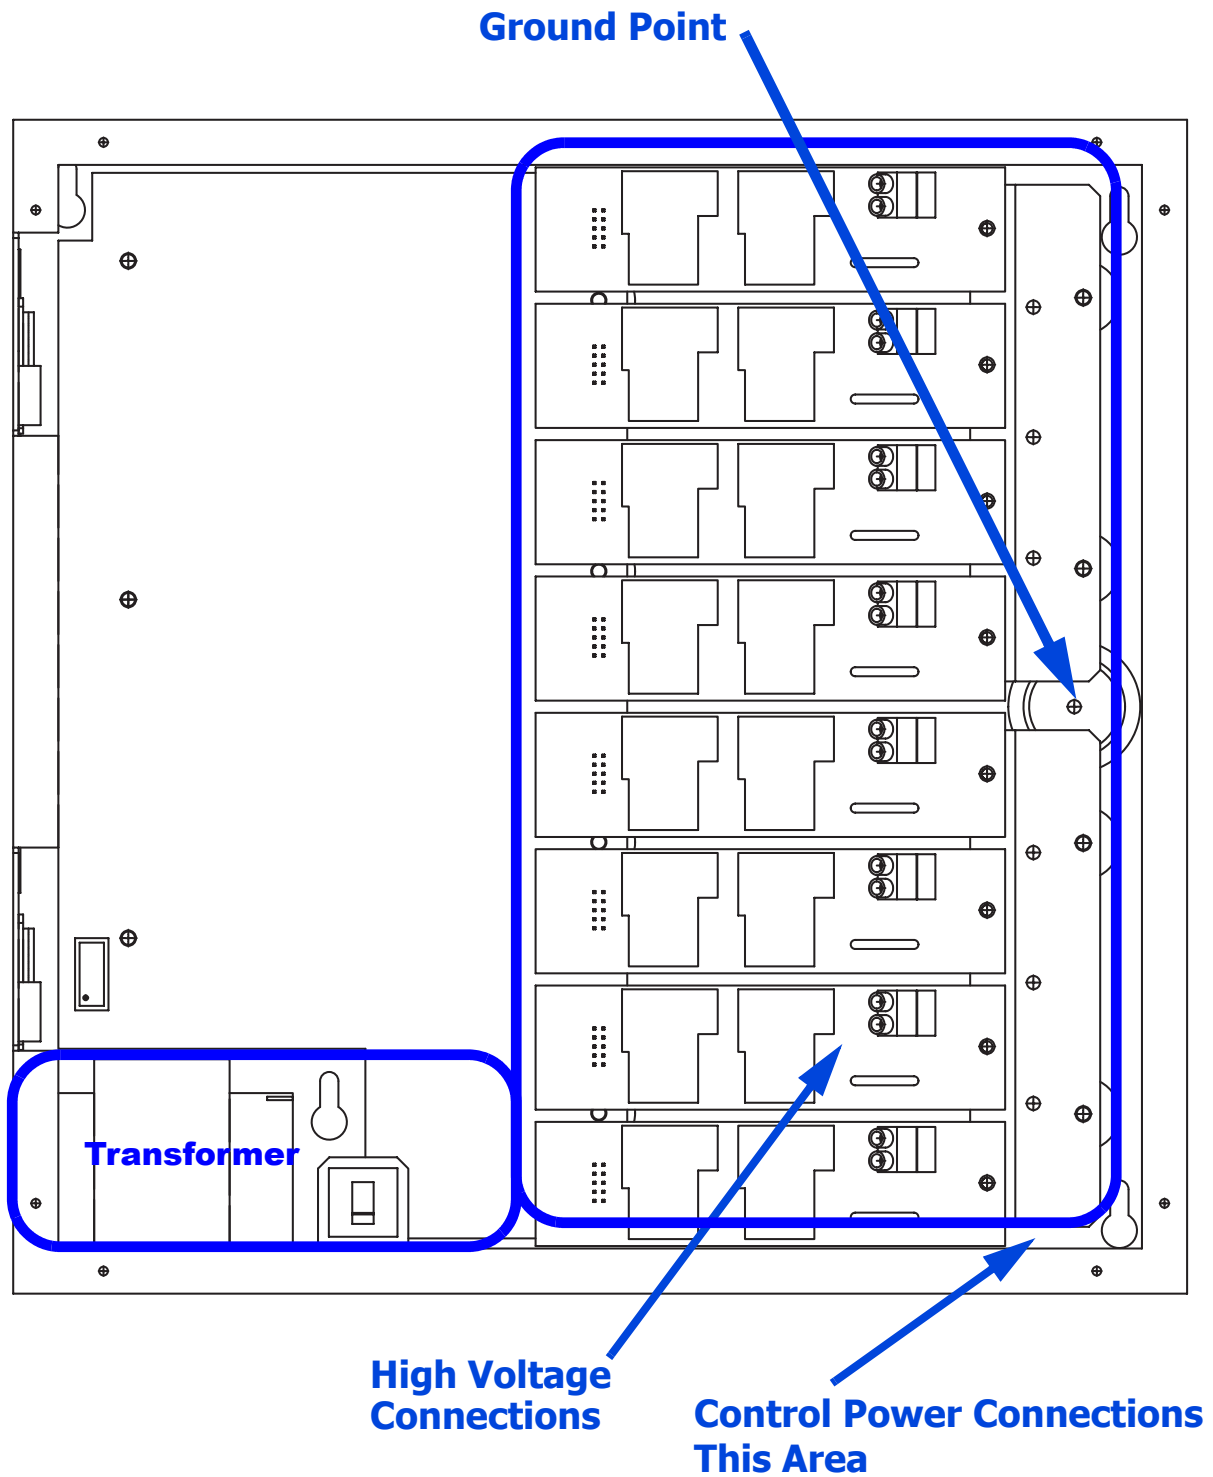 Ground Point
Transformer
High Voltage
Connections
Control Power Connections
This Area